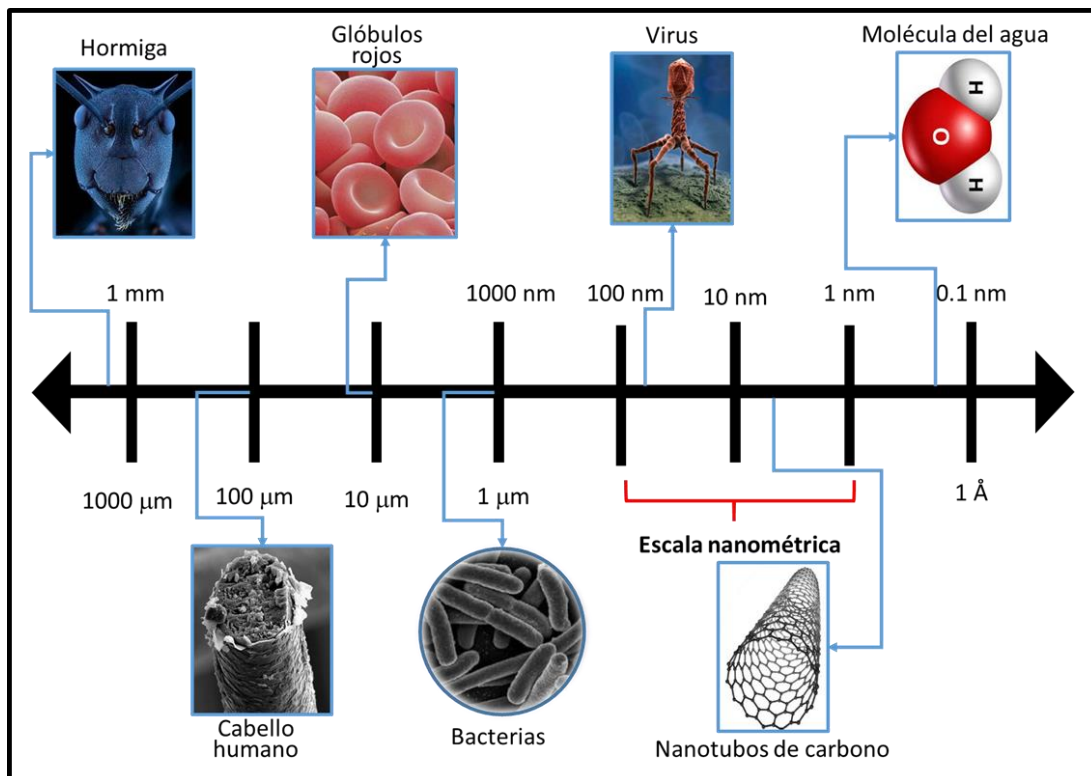 Hormiga
Glóbulos
rojos
Virus
Molécula del agua
H
O
H
1 mm
1000 nm
100 nm
10 nm
1 nm
0.1 nm
1000 µm
100 µm
10 µm
1 µm
1 Å
Escala nanométrica
Cabello
humano
Bacterias
Nanotubos de carbono